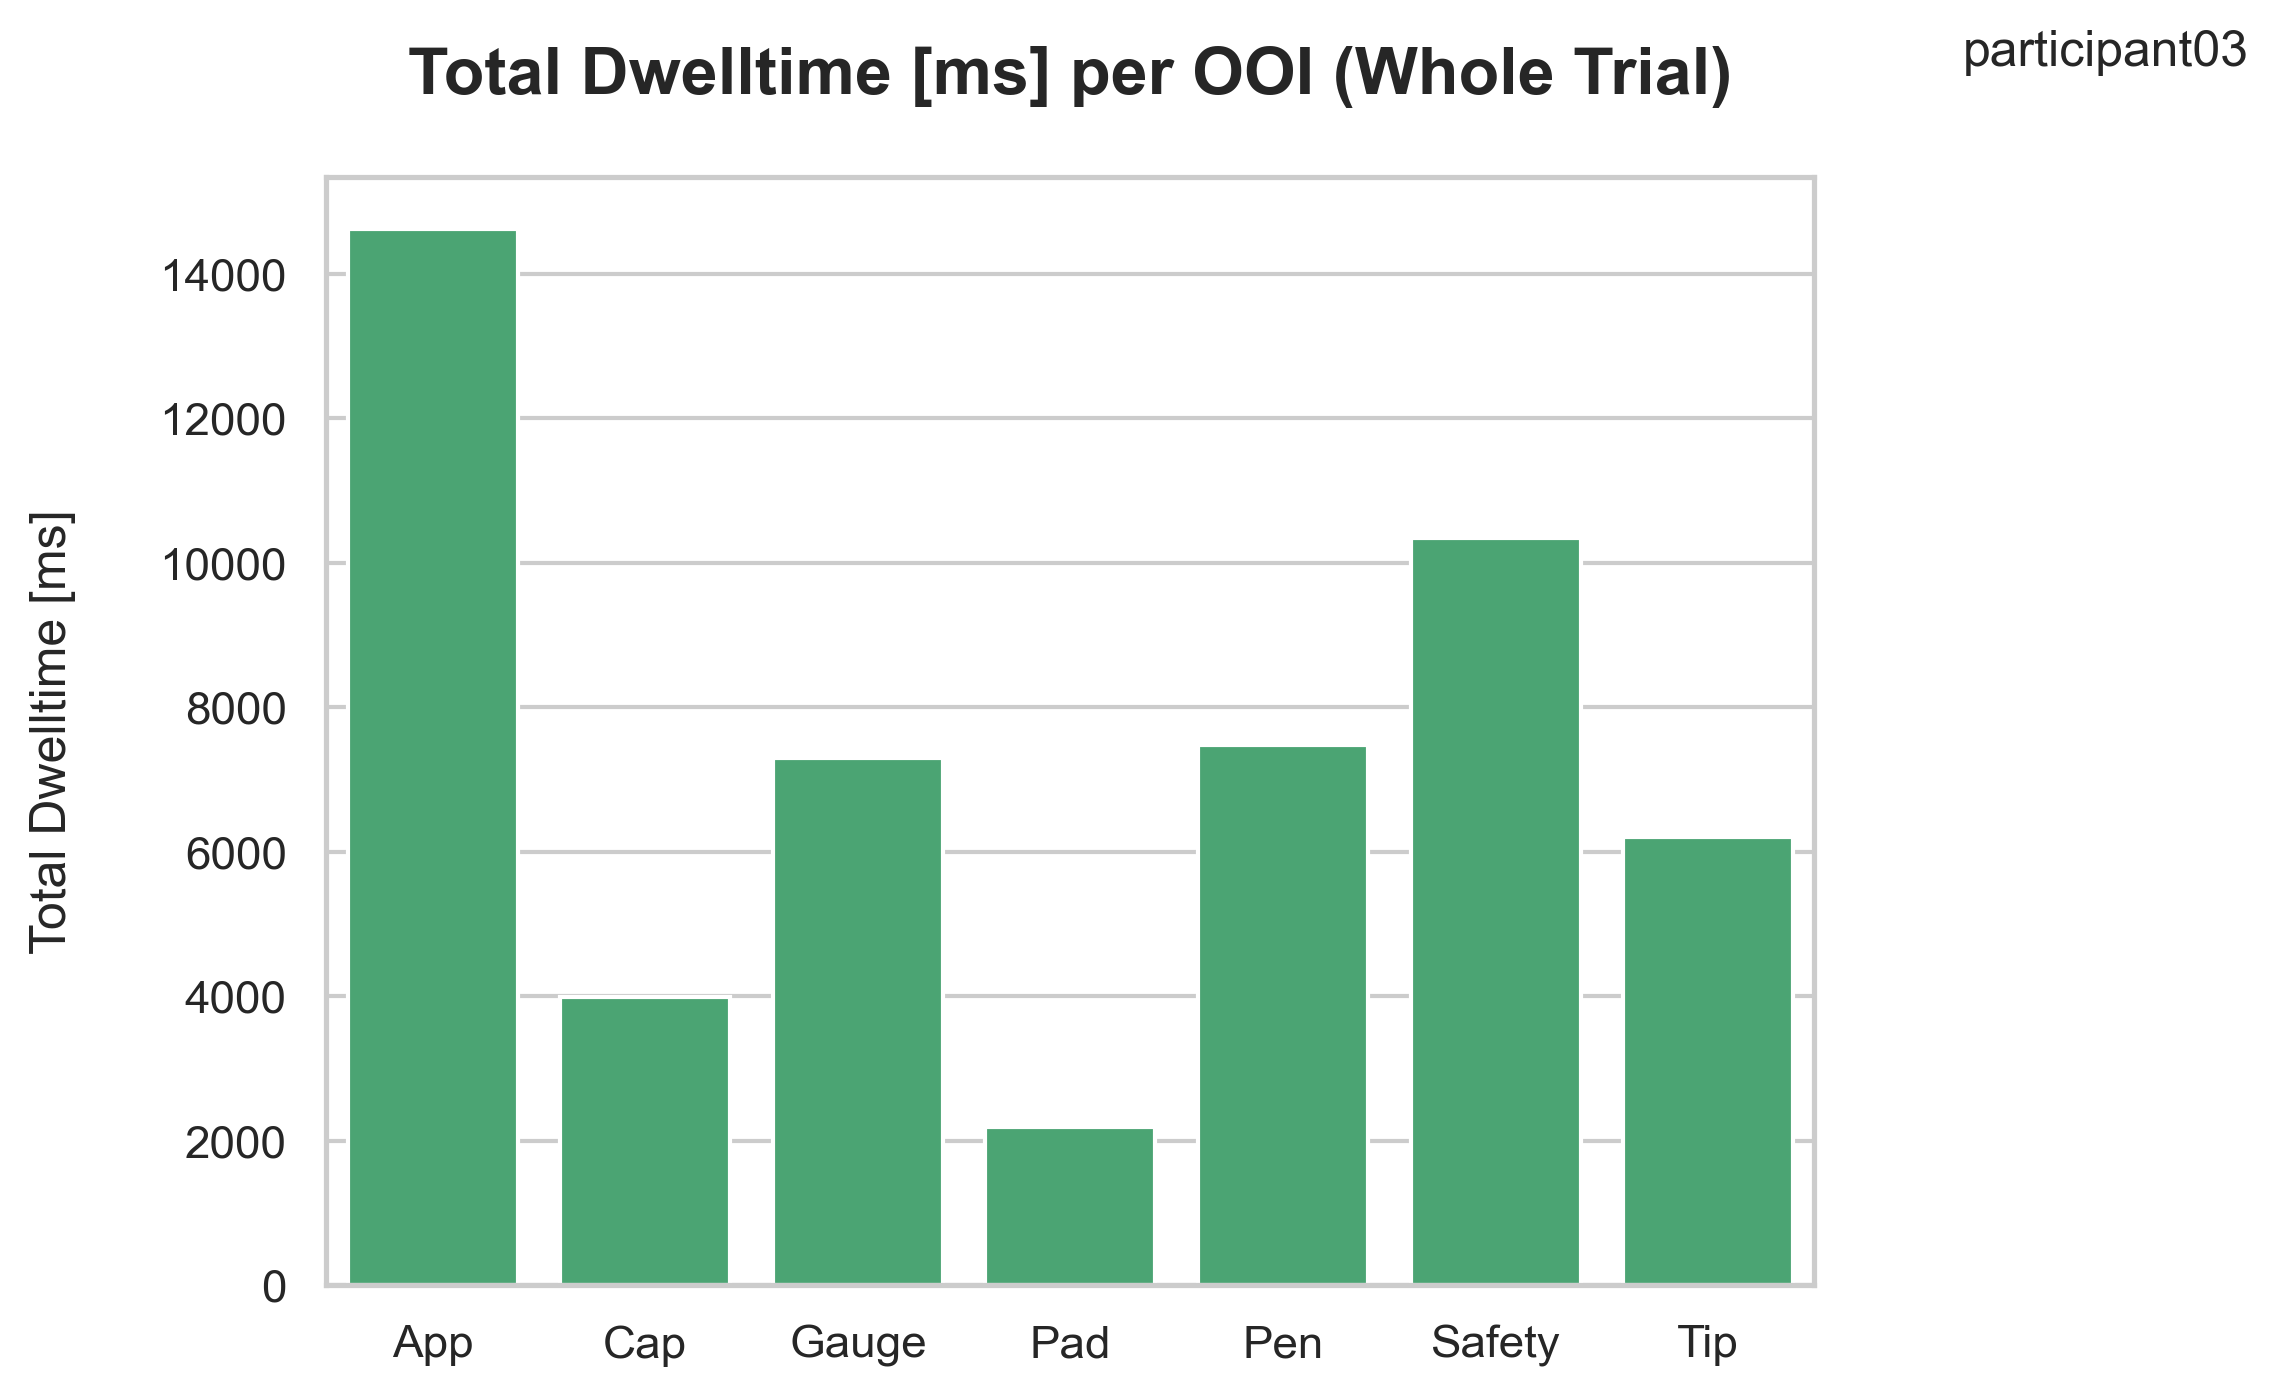 participant03
Total Dwelltime [ms] per OOI (Whole Trial)
Total Dwelltime [ms]
14000
12000
10000
8000
6000
4000
2000
0
App Cap Gauge Pad Pen Safety Tip